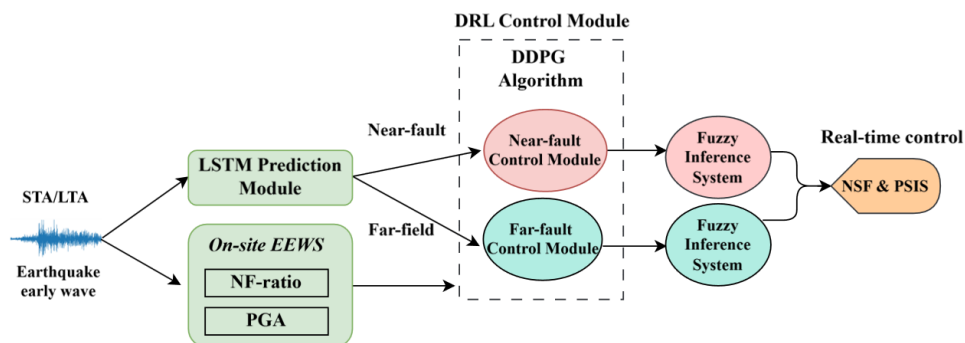 DRL Control Module
DDPG
Algorithm
Near-fault
Near-fault
Control Module
Fuzzy
Inference
System
Real-time control
LSTM Prediction
Module
NSF & PSIS
STA/LTA
Far-field
Far-fault
Control Module
Fuzzy
Inference
System
On-site EEWS
Earthquake
early wave
NF-ratio
PGA